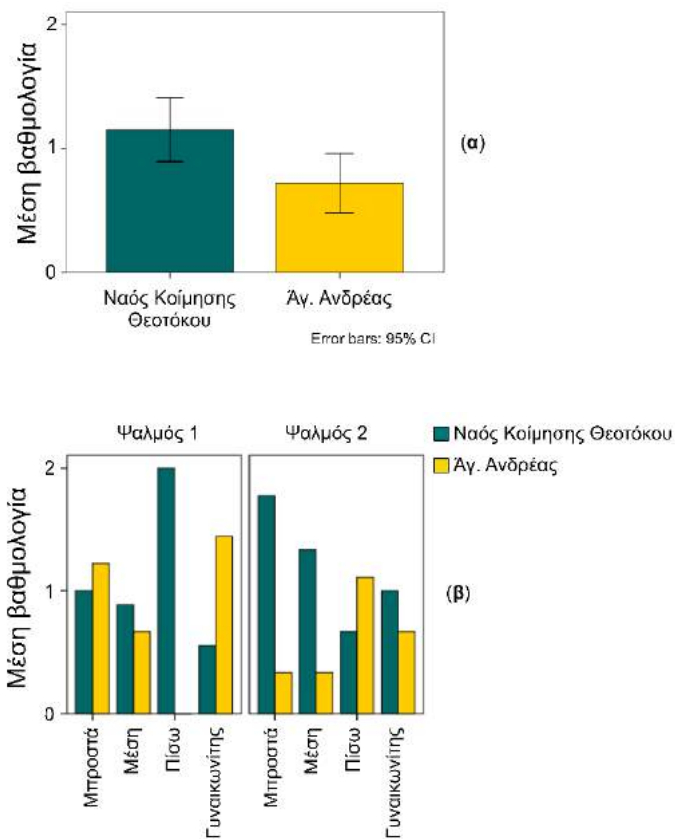 2
1
0
Μέση βαθμολογία
(α)
Ναός Κοίμησης
Θεοτόκου
Άγ. Ανδρέας
Error bars: 95% CI
Ψαλμός 1
Ψαλμός 2
Ναός Κοίμησης Θεοτόκου
Άγ. Ανδρέας
2
1
0
Μέση βαθμολογία
(β)
Μπροστά
Μέση
Πίσω
Γυναικωνίτης
Μπροστά
Μέση
Πίσω
Γυναικωνίτης